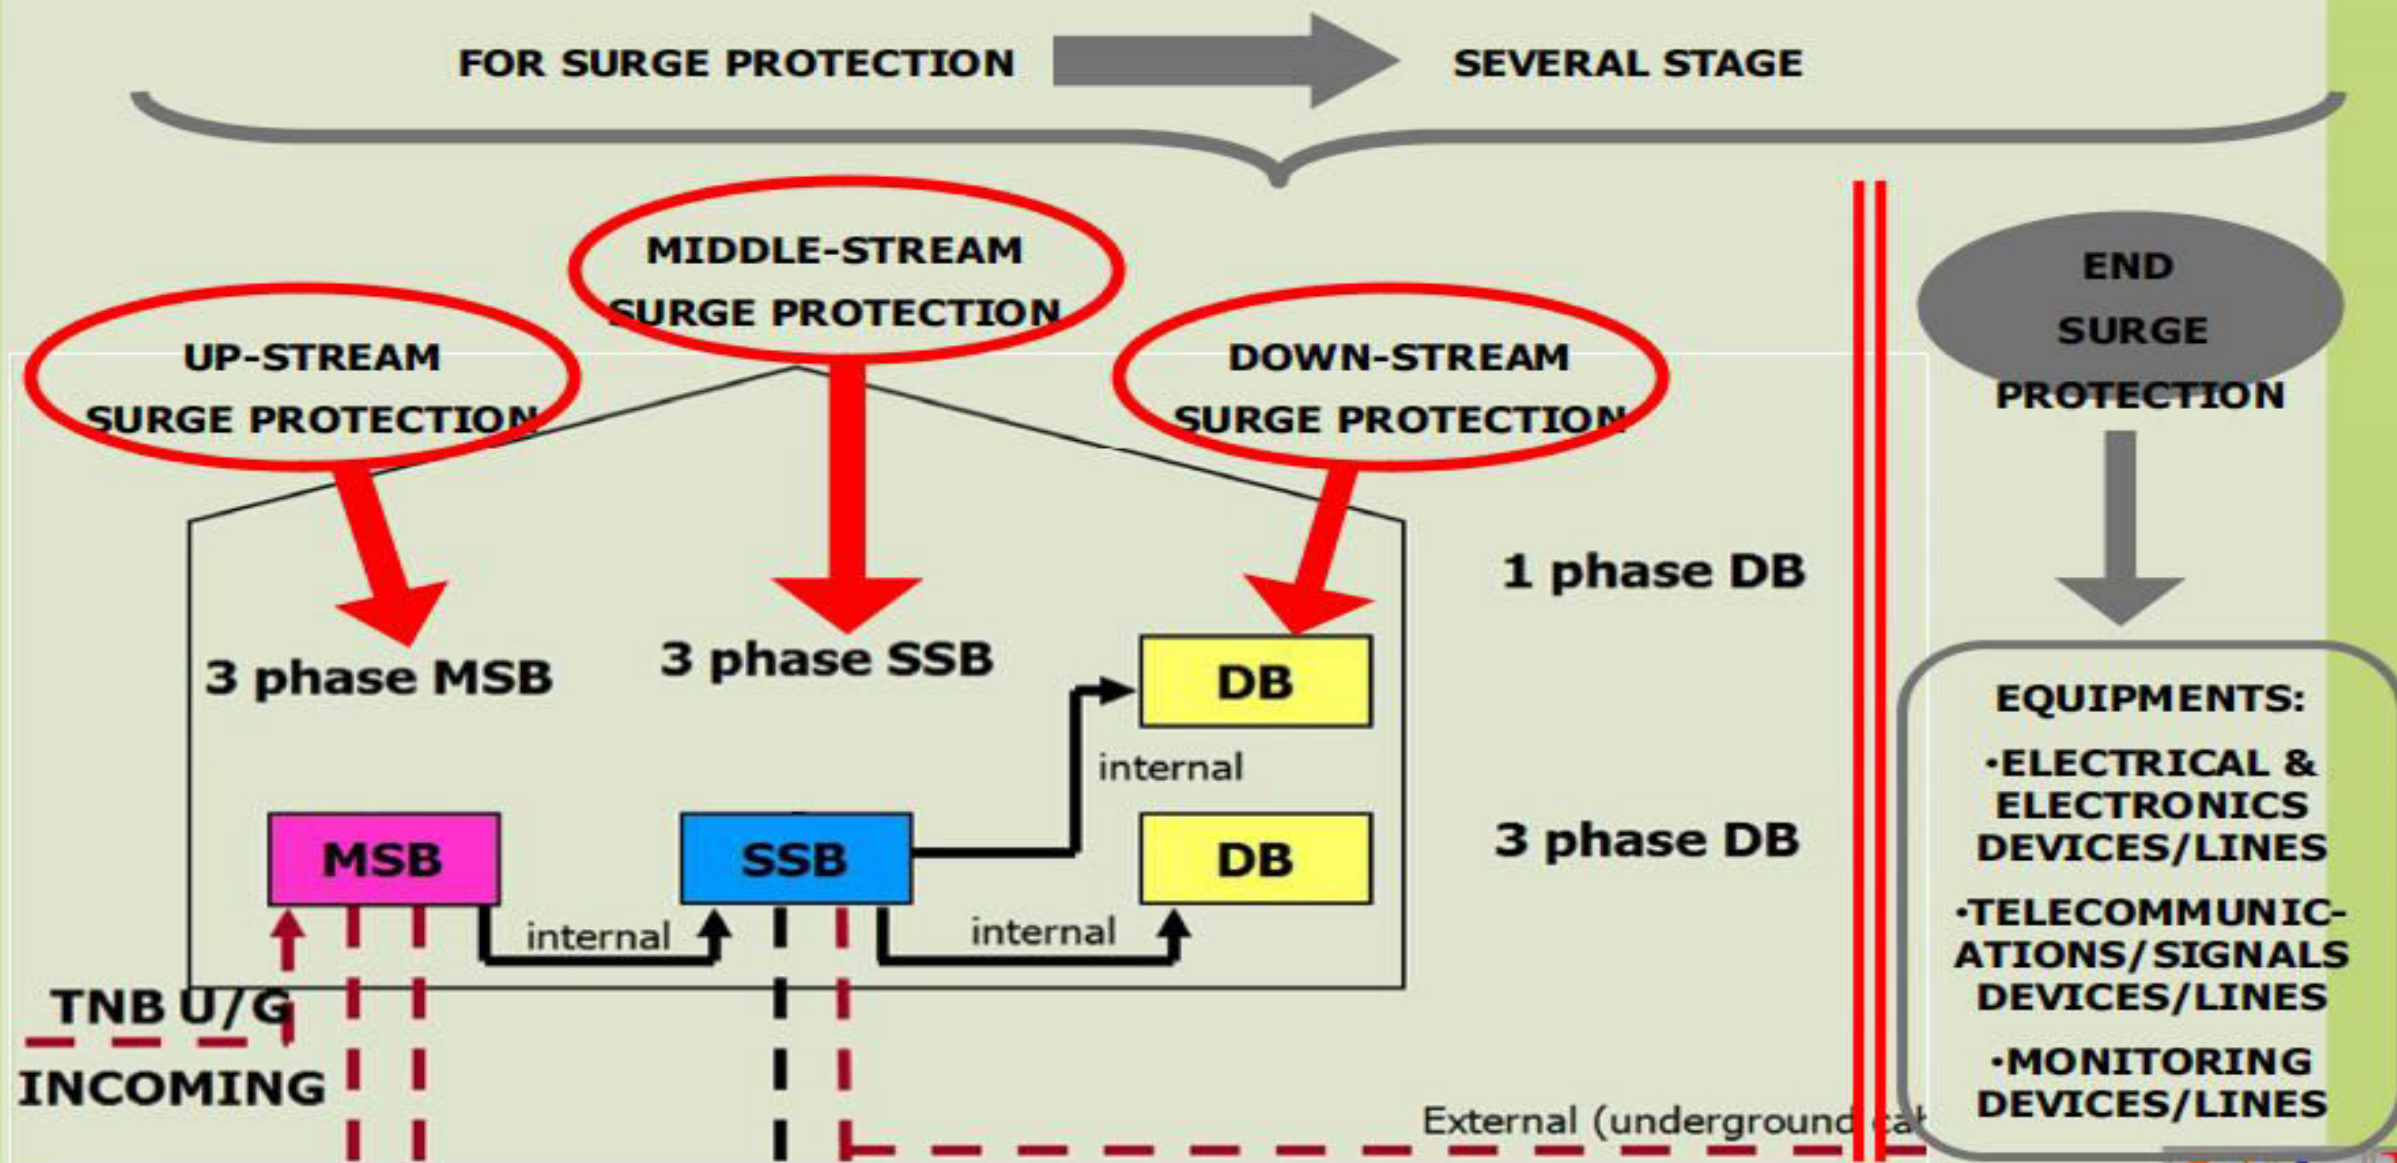 FOR SURGE PROTECTION
SEVERAL STAGE
MIDDLE-STREAM
SURGE PROTECTION
UP-STREAM
SURGE PROTECTION
DOWN-STREAM
SURGE PROTECTION
END
SURGE
PROTECTION
1 phase DB
3 phase MSB
3 phase SSB
DB
internal
MSB
SSB
DB
3 phase DB
internal
internal
TNB U/G
INCOMING
External (underground
EQUIPMENTS:
•ELECTRICAL &
ELECTRONICS
DEVICES/LINES
•TELECOMMUNIC-
ATIONS/SIGNALS
DEVICES/LINES
•MONITORING
DEVICES/LINES